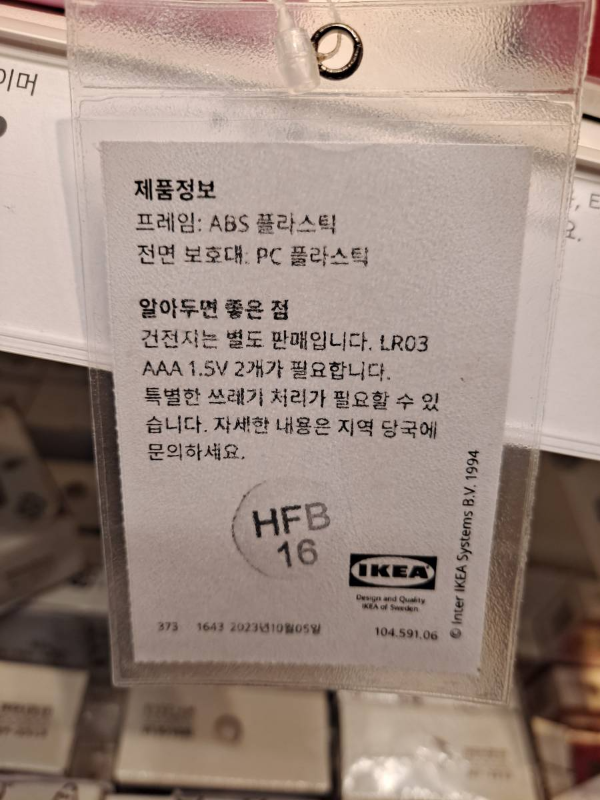 이머
제품정보
프레임: ABS 플라스틱
전면 보호대: PC 플라스틱
알아두면 좋은 점
건전지는 별도 판매입니다. LR03
AAA 1.5V 2개가 필요합니다.
특별한 쓰레기 처리가 필요할 수 있
습니다. 자세한 내용은 지역 당국에
문의하세요.
HFB
16
IKEA
Design and Quality
IKEA of Sweden
373 1643 2023년10월05일
104.591.06
© Inter IKEA Systems B.V. 1994